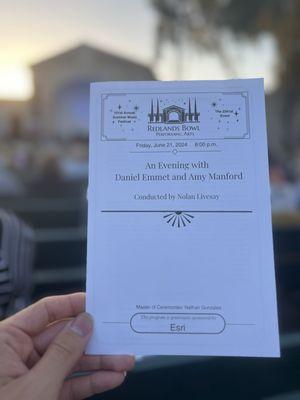 101st Annual
Summer Music
Festival
REDLANDS BOWL
PERFORMING ARTS
The 2341st
Event
Friday, June 21, 2024 8:00 p.m.
An Evening with
Daniel Emmet and Amy Manford
Conducted by Nolan Livesay
Master of Ceremonies: Nathan Gonzales
This program is generously sponsored by
Esri